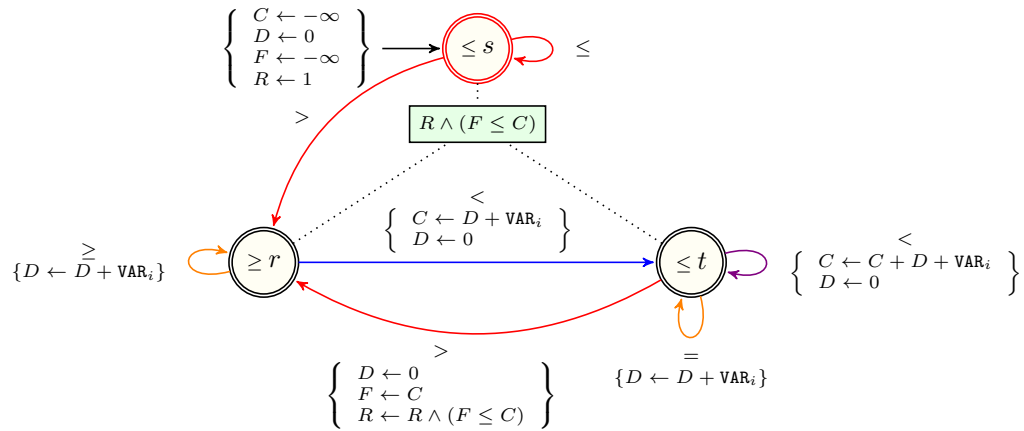 C ← −∞
D ← 0
F ← −∞
R ← 1
≤ s
≤
>
R ∧ (F ≤ C)
<
C ← D + VAR_i
D ← 0
≥
{D ← D + VAR_i}
≥ r
≤ t
<
C ← C + D + VAR_i
D ← 0
>
D ← 0
F ← C
R ← R ∧ (F ≤ C)
=
{D ← D + VAR_i}